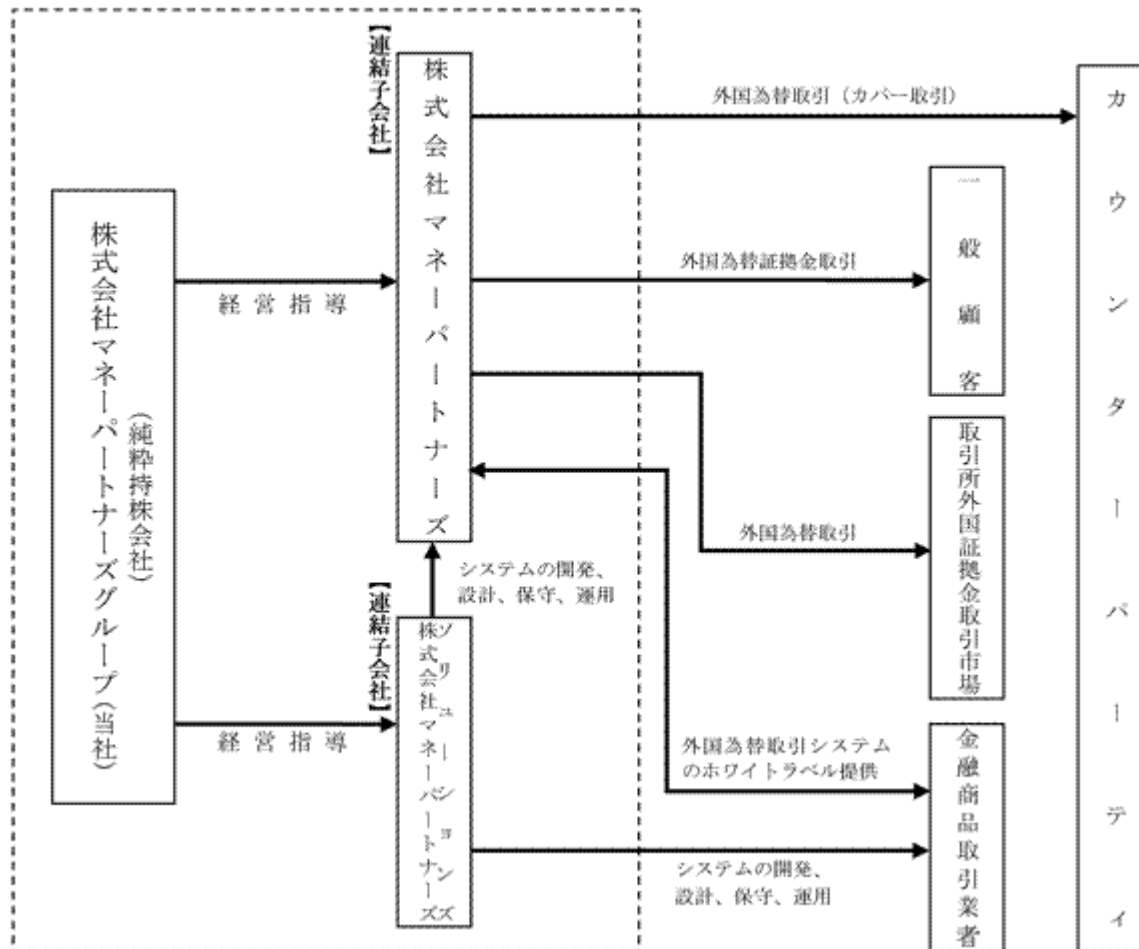 株式会社マネーパートナーズグループ（当社）
（純粋持株会社）
経営指導
経営指導
【連結子会社】
株式会社マネーパートナーズ
システムの開発、
設計、保守、運用
【連結子会社】
株式会社マネーパートナーズ
ソリューションズ
外国為替取引（カバー取引）
外国為替証拠金取引
外国為替取引
外国為替取引システム
のホワイトラベル提供
システムの開発、
設計、保守、運用
一般顧客
取引所外国証拠金取引市場
金融商品取引業者
カウンターパーティ